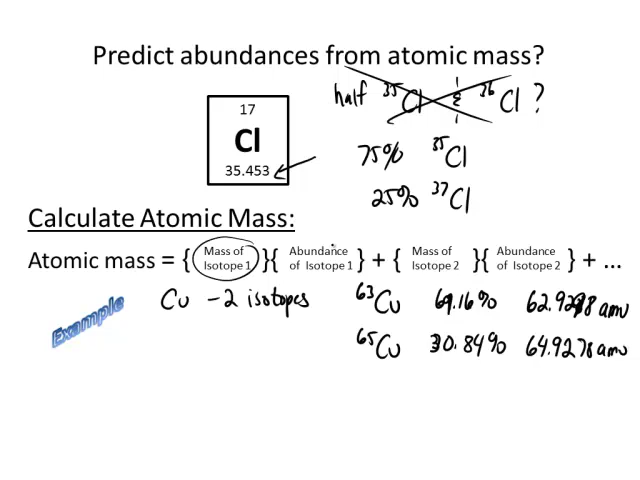 Predict abundances from atomic mass?
half ³⁵Cl & ³⁶Cl ?
17
Cl
35.453
75% ³⁵Cl
25% ³⁷Cl
Calculate Atomic Mass:
Atomic mass = {Mass of Isotope 1}{Abundance of Isotope 1} + {Mass of Isotope 2}{Abundance of Isotope 2} + ...
Example
Cu - 2 isotopes ⁶³Cu 69.16% 62.9298 amu
⁶⁵Cu 30.84% 64.9278 amu